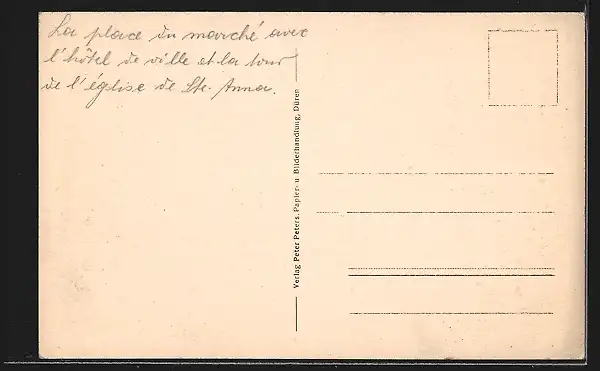 La place du marché avec
l'hôtel de ville et la tour
de l'église de Ste. Anna.
Verlag Peter Peters, Papier- u Bilderhandlung, Düren